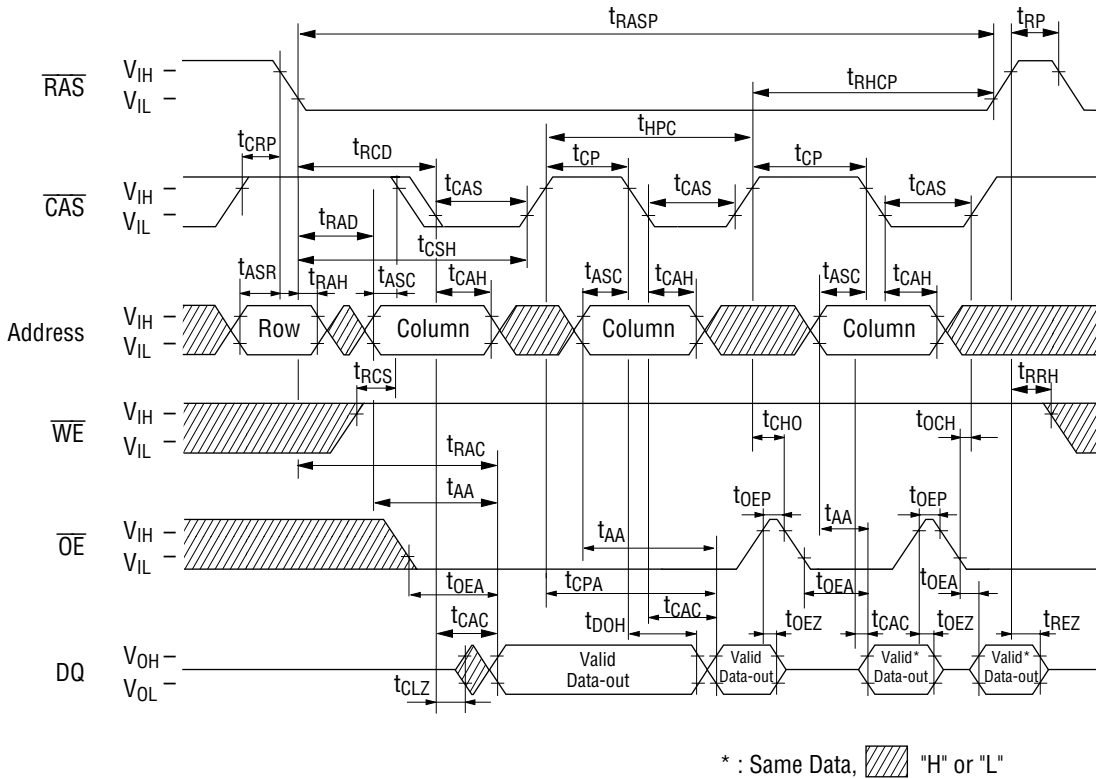 tRASP
tRP
RAS
VIH
VIL
tRHCP
tHPC
tCRP
tRCD
tCP
tCP
CAS
VIH
VIL
tCAS
tCAS
tCAS
tRAD
tCSH
tASR
tRAH
tASC
tCAH
tASC
tCAH
tASC
tCAH
Address
VIH
VIL
Row
Column
Column
Column
tRCS
tRRH
WE
VIH
VIL
tCHO
tOCH
tRAC
tAA
tOEP
tOEP
OE
VIH
VIL
tAA
tAA
tOEA
tCPA
tOEA
tOEA
tCAC
tCAC
tDOH
tOEZ
tCAC
tOEZ
tREZ
DQ
VOH
VOL
Valid
Data-out
Valid
Data-out
Valid*
Data-out
Valid*
Data-out
tCLZ
* : Same Data, "H" or "L"